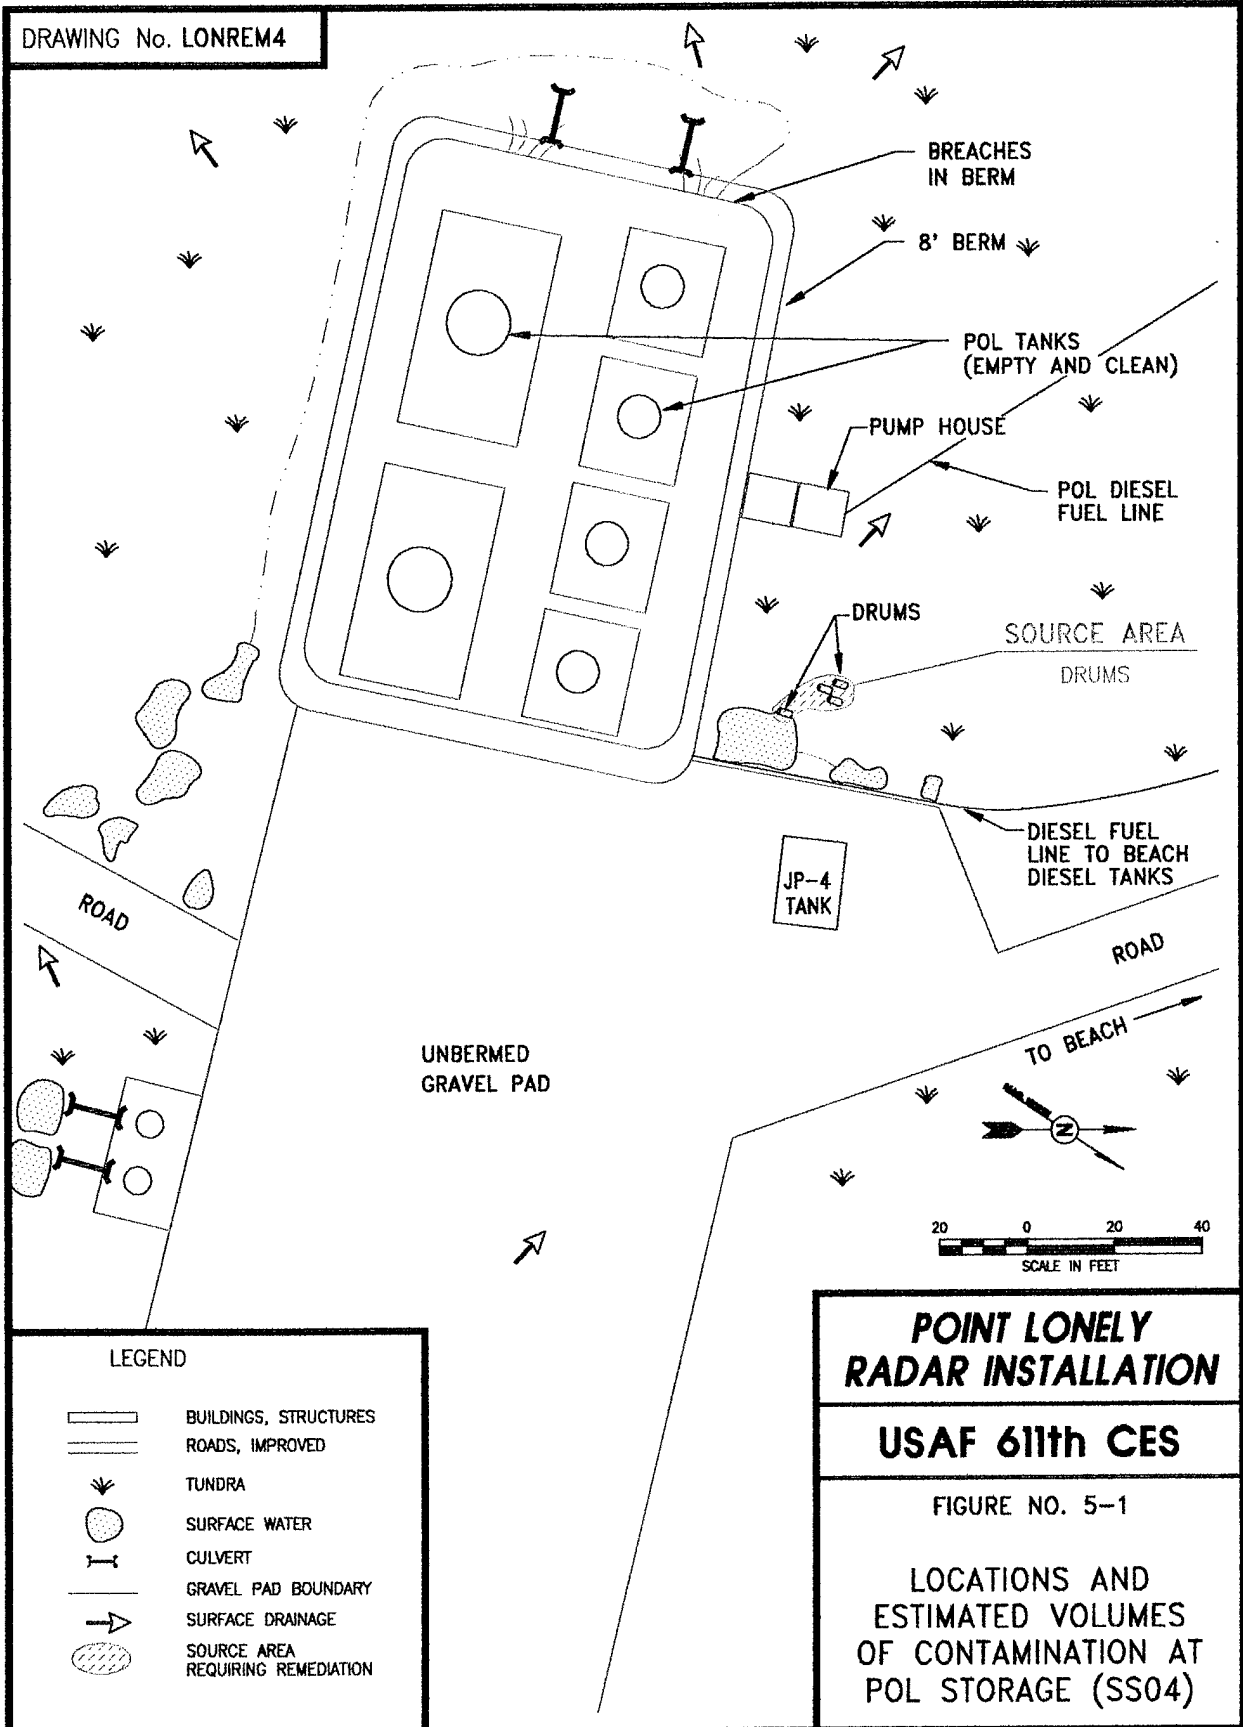 DRAWING No. LONREM4
BREACHES
IN BERM
8' BERM
POL TANKS
(EMPTY AND CLEAN)
PUMP HOUSE
POL DIESEL
FUEL LINE
DRUMS
SOURCE AREA
DRUMS
DIESEL FUEL
LINE TO BEACH
DIESEL TANKS
JP-4
TANK
ROAD
ROAD
TO BEACH
UNBERMED
GRAVEL PAD
N
20 0 20 40
SCALE IN FEET
LEGEND
BUILDINGS, STRUCTURES
ROADS, IMPROVED
TUNDRA
SURFACE WATER
CULVERT
GRAVEL PAD BOUNDARY
SURFACE DRAINAGE
SOURCE AREA
REQUIRING REMEDIATION
POINT LONELY
RADAR INSTALLATION
USAF 611th CES
FIGURE NO. 5-1
LOCATIONS AND
ESTIMATED VOLUMES
OF CONTAMINATION AT
POL STORAGE (SS04)